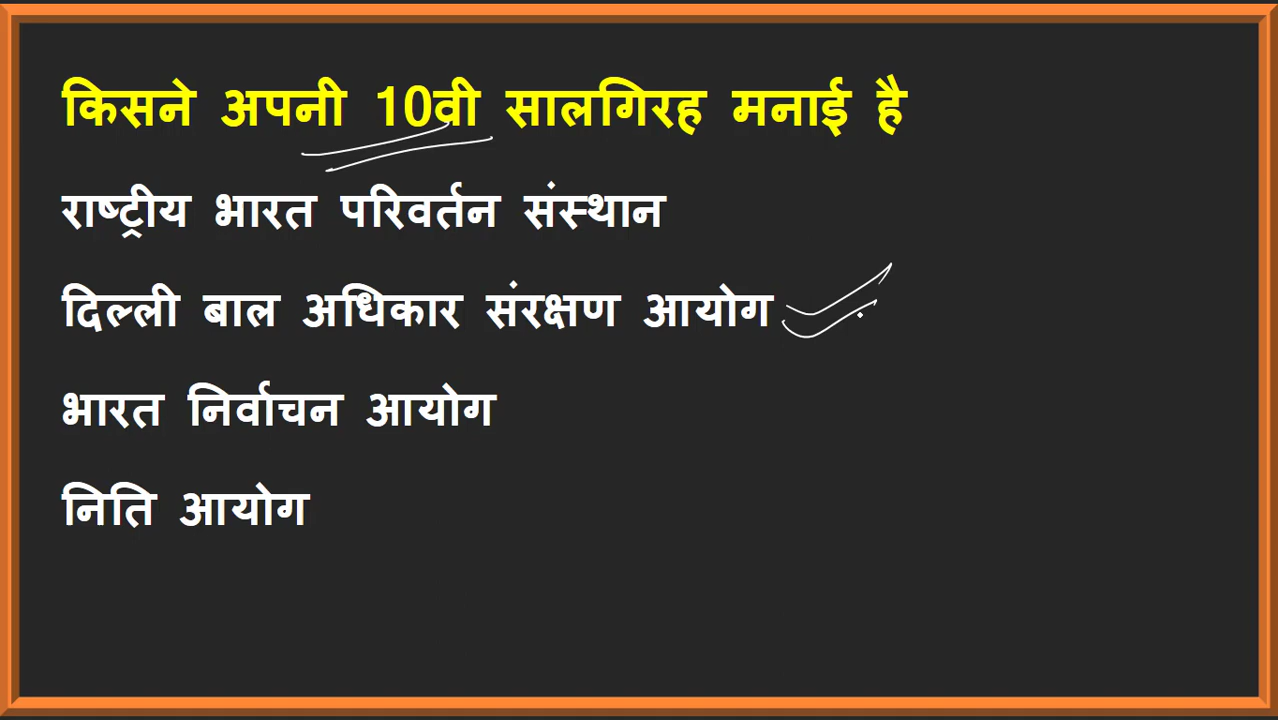 किसने अपनी 10वी सालगिरह मनाई है
राष्ट्रीय भारत परिवर्तन संस्थान
दिल्ली बाल अधिकार संरक्षण आयोग
भारत निर्वाचन आयोग
निति आयोग